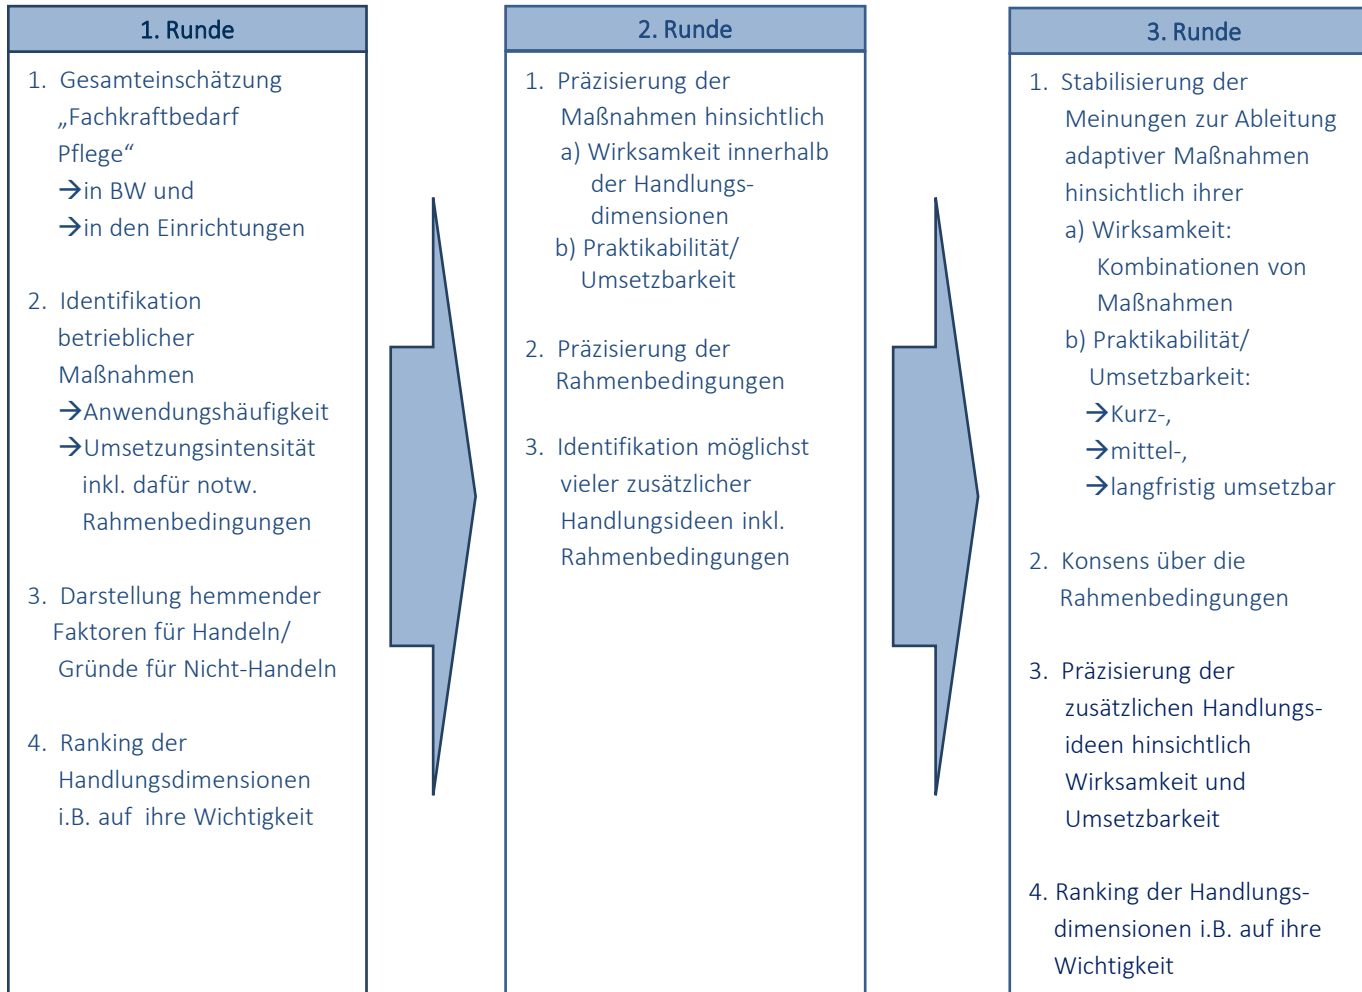 1. Runde
1. Gesamteinschätzung
„Fachkraftbedarf
Pflege“
→in BW und
→in den Einrichtungen
2. Identifikation
betrieblicher
Maßnahmen
→Anwendungshäufigkeit
→Umsetzungsintensität
inkl. dafür notw.
Rahmenbedingungen
3. Darstellung hemmender
Faktoren für Handeln/
Gründe für Nicht-Handeln
4. Ranking der
Handlungsdimensionen
i.B. auf ihre Wichtigkeit
2. Runde
1. Präzisierung der
Maßnahmen hinsichtlich
a) Wirksamkeit innerhalb
der Handlungs-
dimensionen
b) Praktikabilität/
Umsetzbarkeit
2. Präzisierung der
Rahmenbedingungen
3. Identifikation möglichst
vieler zusätzlicher
Handlungsideen inkl.
Rahmenbedingungen
3. Runde
1. Stabilisierung der
Meinungen zur Ableitung
adaptiver Maßnahmen
hinsichtlich ihrer
a) Wirksamkeit:
Kombinationen von
Maßnahmen
b) Praktikabilität/
Umsetzbarkeit:
→Kurz-,
→mittel-,
→langfristig umsetzbar
2. Konsens über die
Rahmenbedingungen
3. Präzisierung der
zusätzlichen Handlungs-
ideen hinsichtlich
Wirksamkeit und
Umsetzbarkeit
4. Ranking der Handlungs-
dimensionen i.B. auf ihre
Wichtigkeit